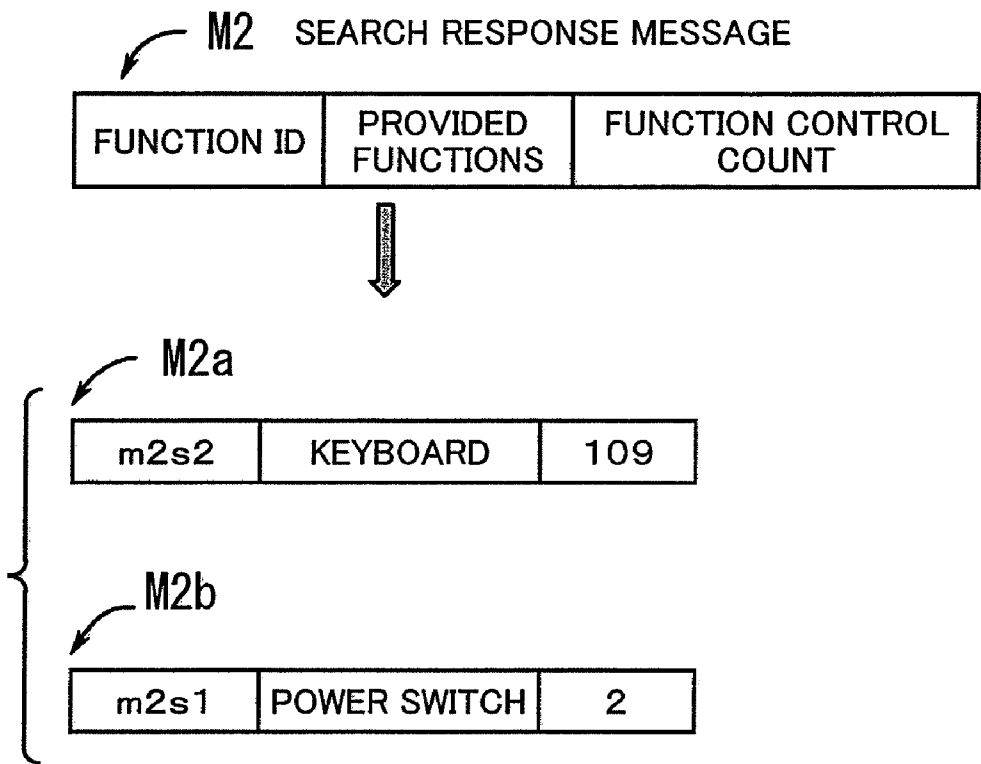 M2 SEARCH RESPONSE MESSAGE
FUNCTION ID PROVIDED FUNCTIONS FUNCTION CONTROL COUNT
M2a
m2s2 KEYBOARD 109
M2b
m2s1 POWER SWITCH 2